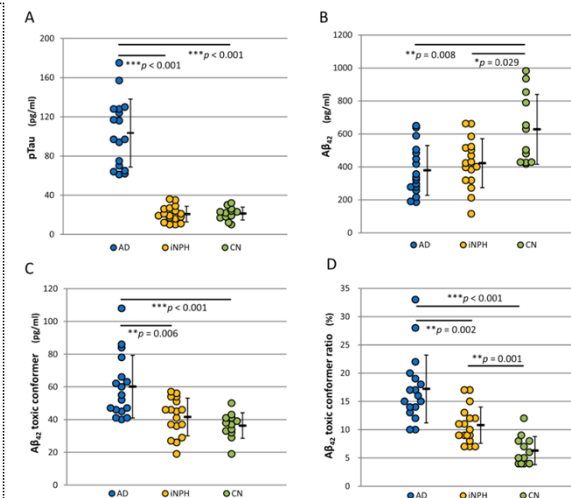 A
200
160
120
80
40
0
pTau (pg/ml)
***p < 0.001
***p < 0.001
AD iNPH CN
B
1200
1000
800
600
400
200
0
Aβ42 (pg/ml)
**p = 0.008
*p = 0.029
AD iNPH CN
C
120
100
80
60
40
20
0
Aβ42 toxic conformer (pg/ml)
***p < 0.001
**p = 0.006
AD iNPH CN
D
35
30
25
20
15
10
5
0
Aβ42 toxic conformer ratio (%)
***p < 0.001
**p = 0.002
**p = 0.001
AD iNPH CN